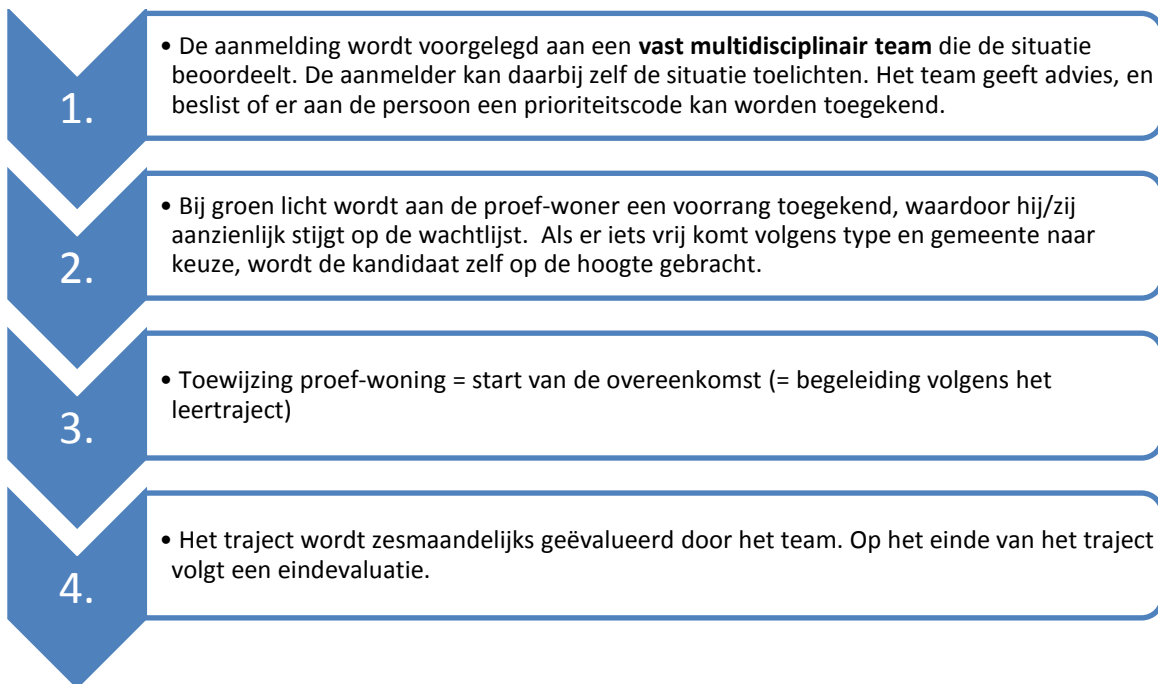 1.
• De aanmelding wordt voorgelegd aan een vast multidisciplinair team die de situatie
beoordeelt. De aanmelder kan daarbij zelf de situatie toelichten. Het team geeft advies, en
beslist of er aan de persoon een prioriteitscode kan worden toegekend.
2.
• Bij groen licht wordt aan de proef-woner een voorrang toegekend, waardoor hij/zij
aanzienlijk stijgt op de wachtlijst.  Als er iets vrij komt volgens type en gemeente naar
keuze, wordt de kandidaat zelf op de hoogte gebracht.
3.
• Toewijzing proef-woning = start van de overeenkomst (= begeleiding volgens het
leertraject)
4.
• Het traject wordt zesmaandelijks geëvalueerd door het team. Op het einde van het traject
volgt een eindevaluatie.